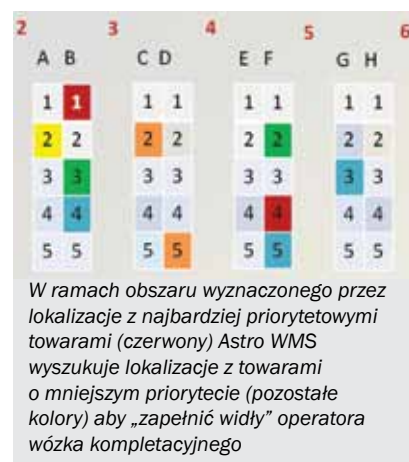 2 3 4 5 6
A B C D E F G H
1 1 1 1 1 1 1 1
2 2 2 2 2 2 2 2
3 3 3 3 3 3 3 3
4 4 4 4 4 4 4 4
5 5 5 5 5 5 5 5
W ramach obszaru wyznaczonego przez
lokalizacje z najbardziej priorytetowymi
towarami (czerwony) Astro WMS
wyszukuje lokalizacje z towarami
o mniejszym priorytecie (pozostałe
kolory) aby „zapełnić widły” operatora
wózka kompletacyjnego